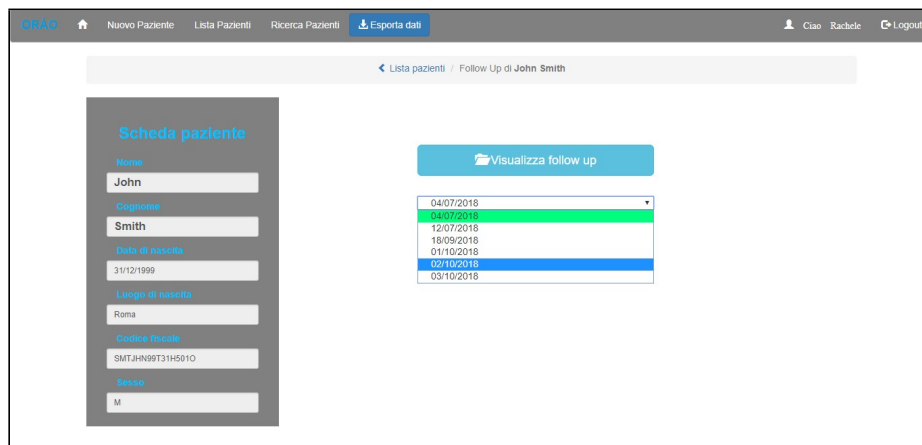 ORÀO Nuovo Paziente Lista Pazienti Ricerca Pazienti Esporta dati Ciao Rachele Logout
Lista pazienti / Follow Up di John Smith
Scheda paziente
Nome
John
Cognome
Smith
Data di nascita
31/12/1999
Luogo di nascita
Roma
Codice fiscale
SMTJHN99T31H501O
Sesso
M
Visualizza follow up
04/07/2018
04/07/2018
12/07/2018
18/09/2018
01/10/2018
02/10/2018
03/10/2018